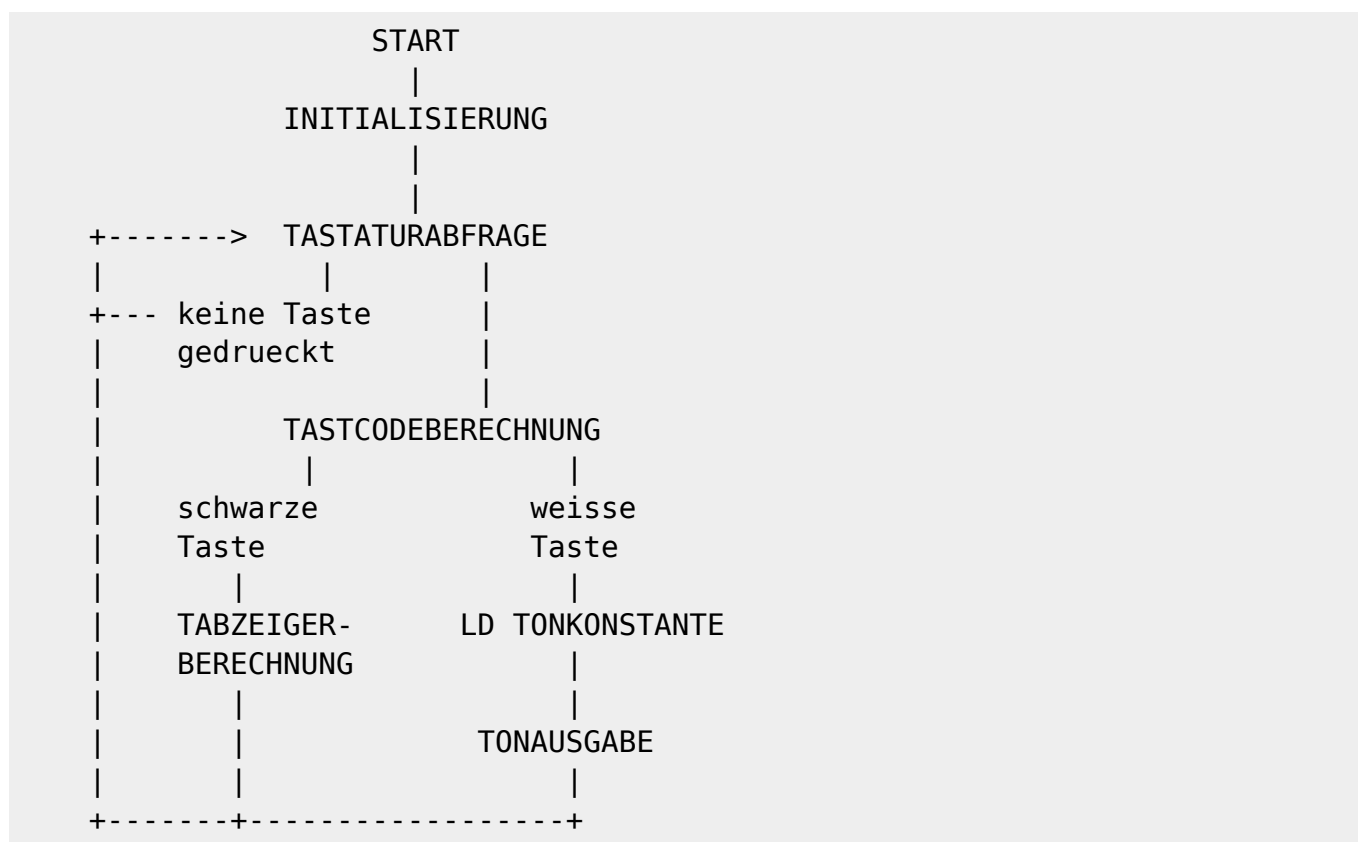 START
|
INITIALISIERUNG
|
|
+-------> TASTATURABFRAGE
| | |
+--- keine Taste |
| gedrueckt |
| |
| TASTCODEBERECHNUNG
| | |
| schwarze weisse
| Taste Taste
| | |
| TABZEIGER- LD TONKONSTANTE
| BERECHNUNG |
| | |
| | TONAUSGABE
| | |
+-------+------------------+